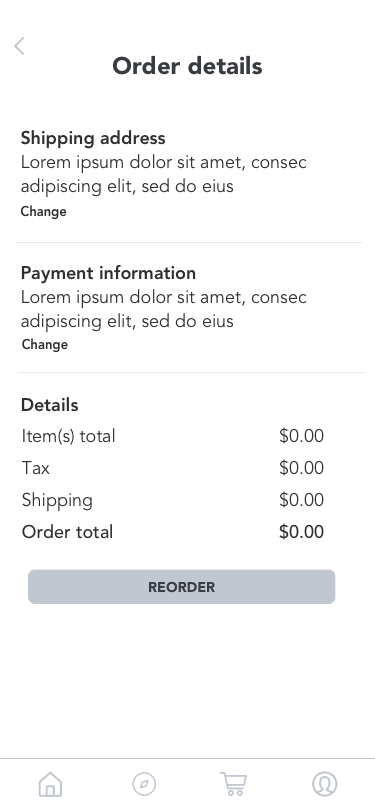 Order details
Shipping address
Lorem ipsum dolor sit amet, consec
adipiscing elit, sed do eius
Change
Payment information
Lorem ipsum dolor sit amet, consec
adipiscing elit, sed do eius
Change
Details
Item(s) total $0.00
Tax $0.00
Shipping $0.00
Order total $0.00
REORDER